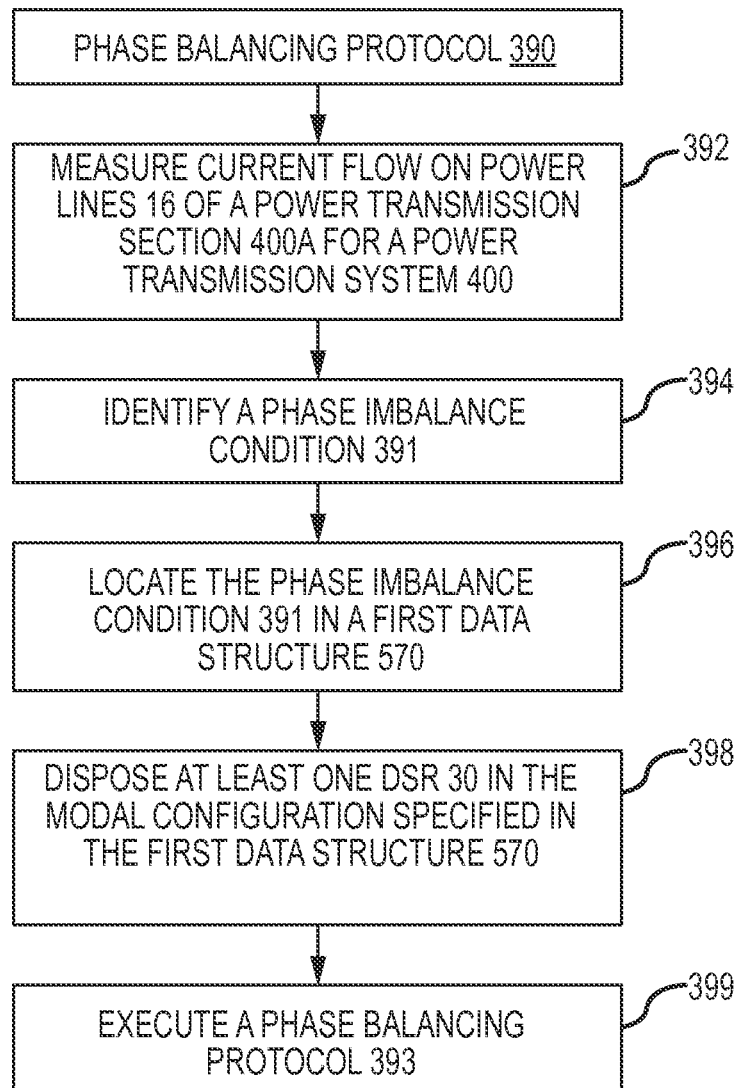 PHASE BALANCING PROTOCOL 390
392
MEASURE CURRENT FLOW ON POWER
LINES 16 OF A POWER TRANSMISSION
SECTION 400A FOR A POWER
TRANSMISSION SYSTEM 400
394
IDENTIFY A PHASE IMBALANCE
CONDITION 391
396
LOCATE THE PHASE IMBALANCE
CONDITION 391 IN A FIRST DATA
STRUCTURE 570
398
DISPOSE AT LEAST ONE DSR 30 IN THE
MODAL CONFIGURATION SPECIFIED IN
THE FIRST DATA STRUCTURE 570
399
EXECUTE A PHASE BALANCING
PROTOCOL 393